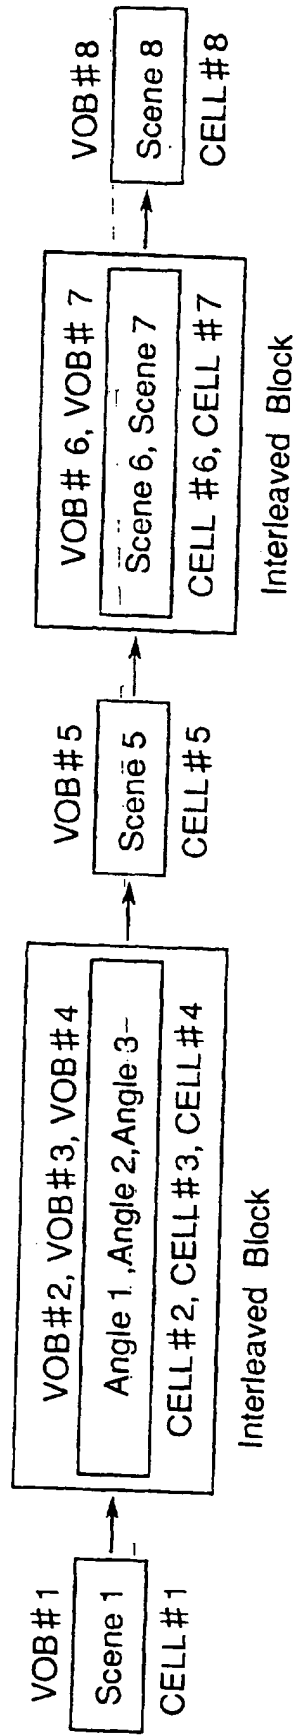 VOB#1
Scene 1
CELL#1
VOB#2, VOB#3, VOB#4
Angle 1, Angle 2, Angle 3
CELL#2, CELL#3, CELL#4
Interleaved Block
VOB#5
Scene 5
CELL#5
VOB# 6, VOB# 7
Scene 6, Scene 7
CELL #6, CELL #7
Interleaved Block
VOB#8
Scene 8
CELL#8